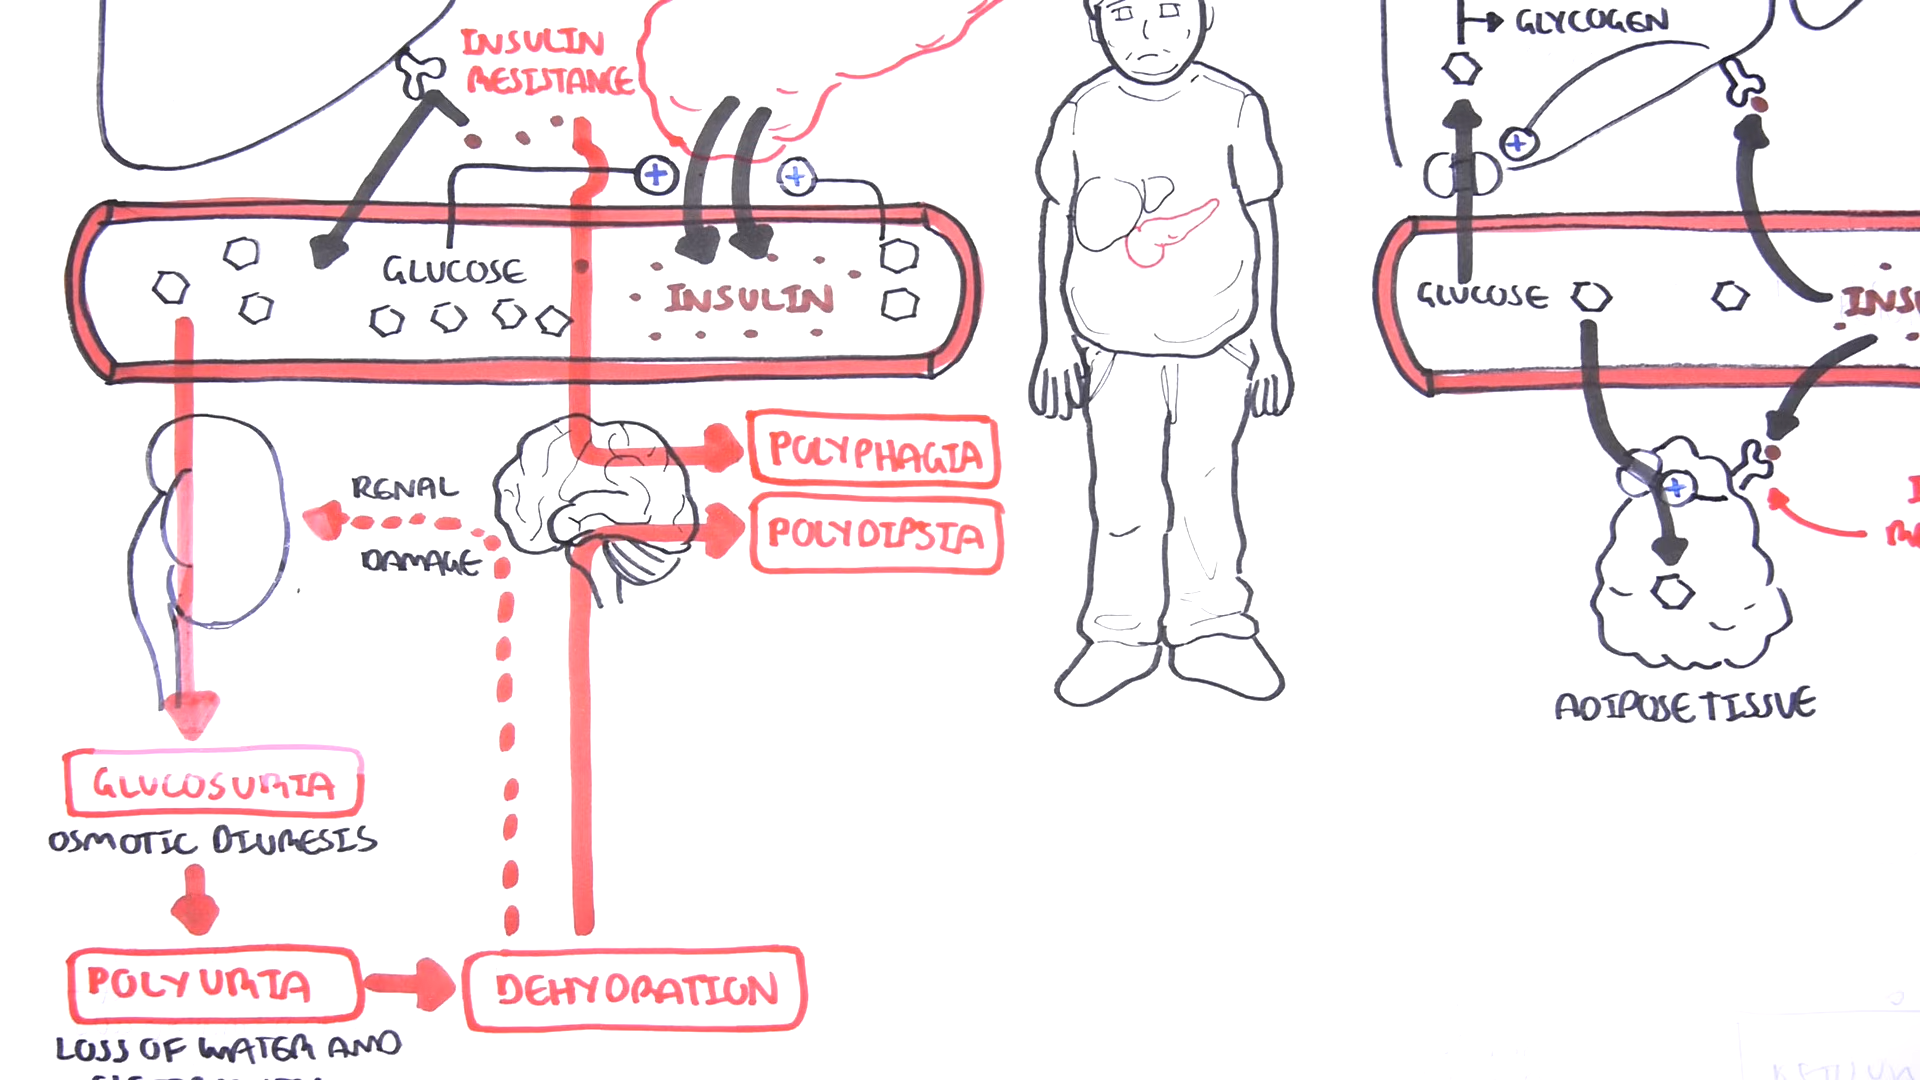 INSULIN
RESISTANCE
GLYCOGEN
GLUCOSE
INSULIN
GLUCOSE
POLYPHAGIA
RENAL
DAMAGE
POLYDIPSIA
ADIPOSE TISSUE
GLUCOSURIA
OSMOTIC DIURESIS
POLYURIA
DEHYDRATION
LOSS OF WATER AND